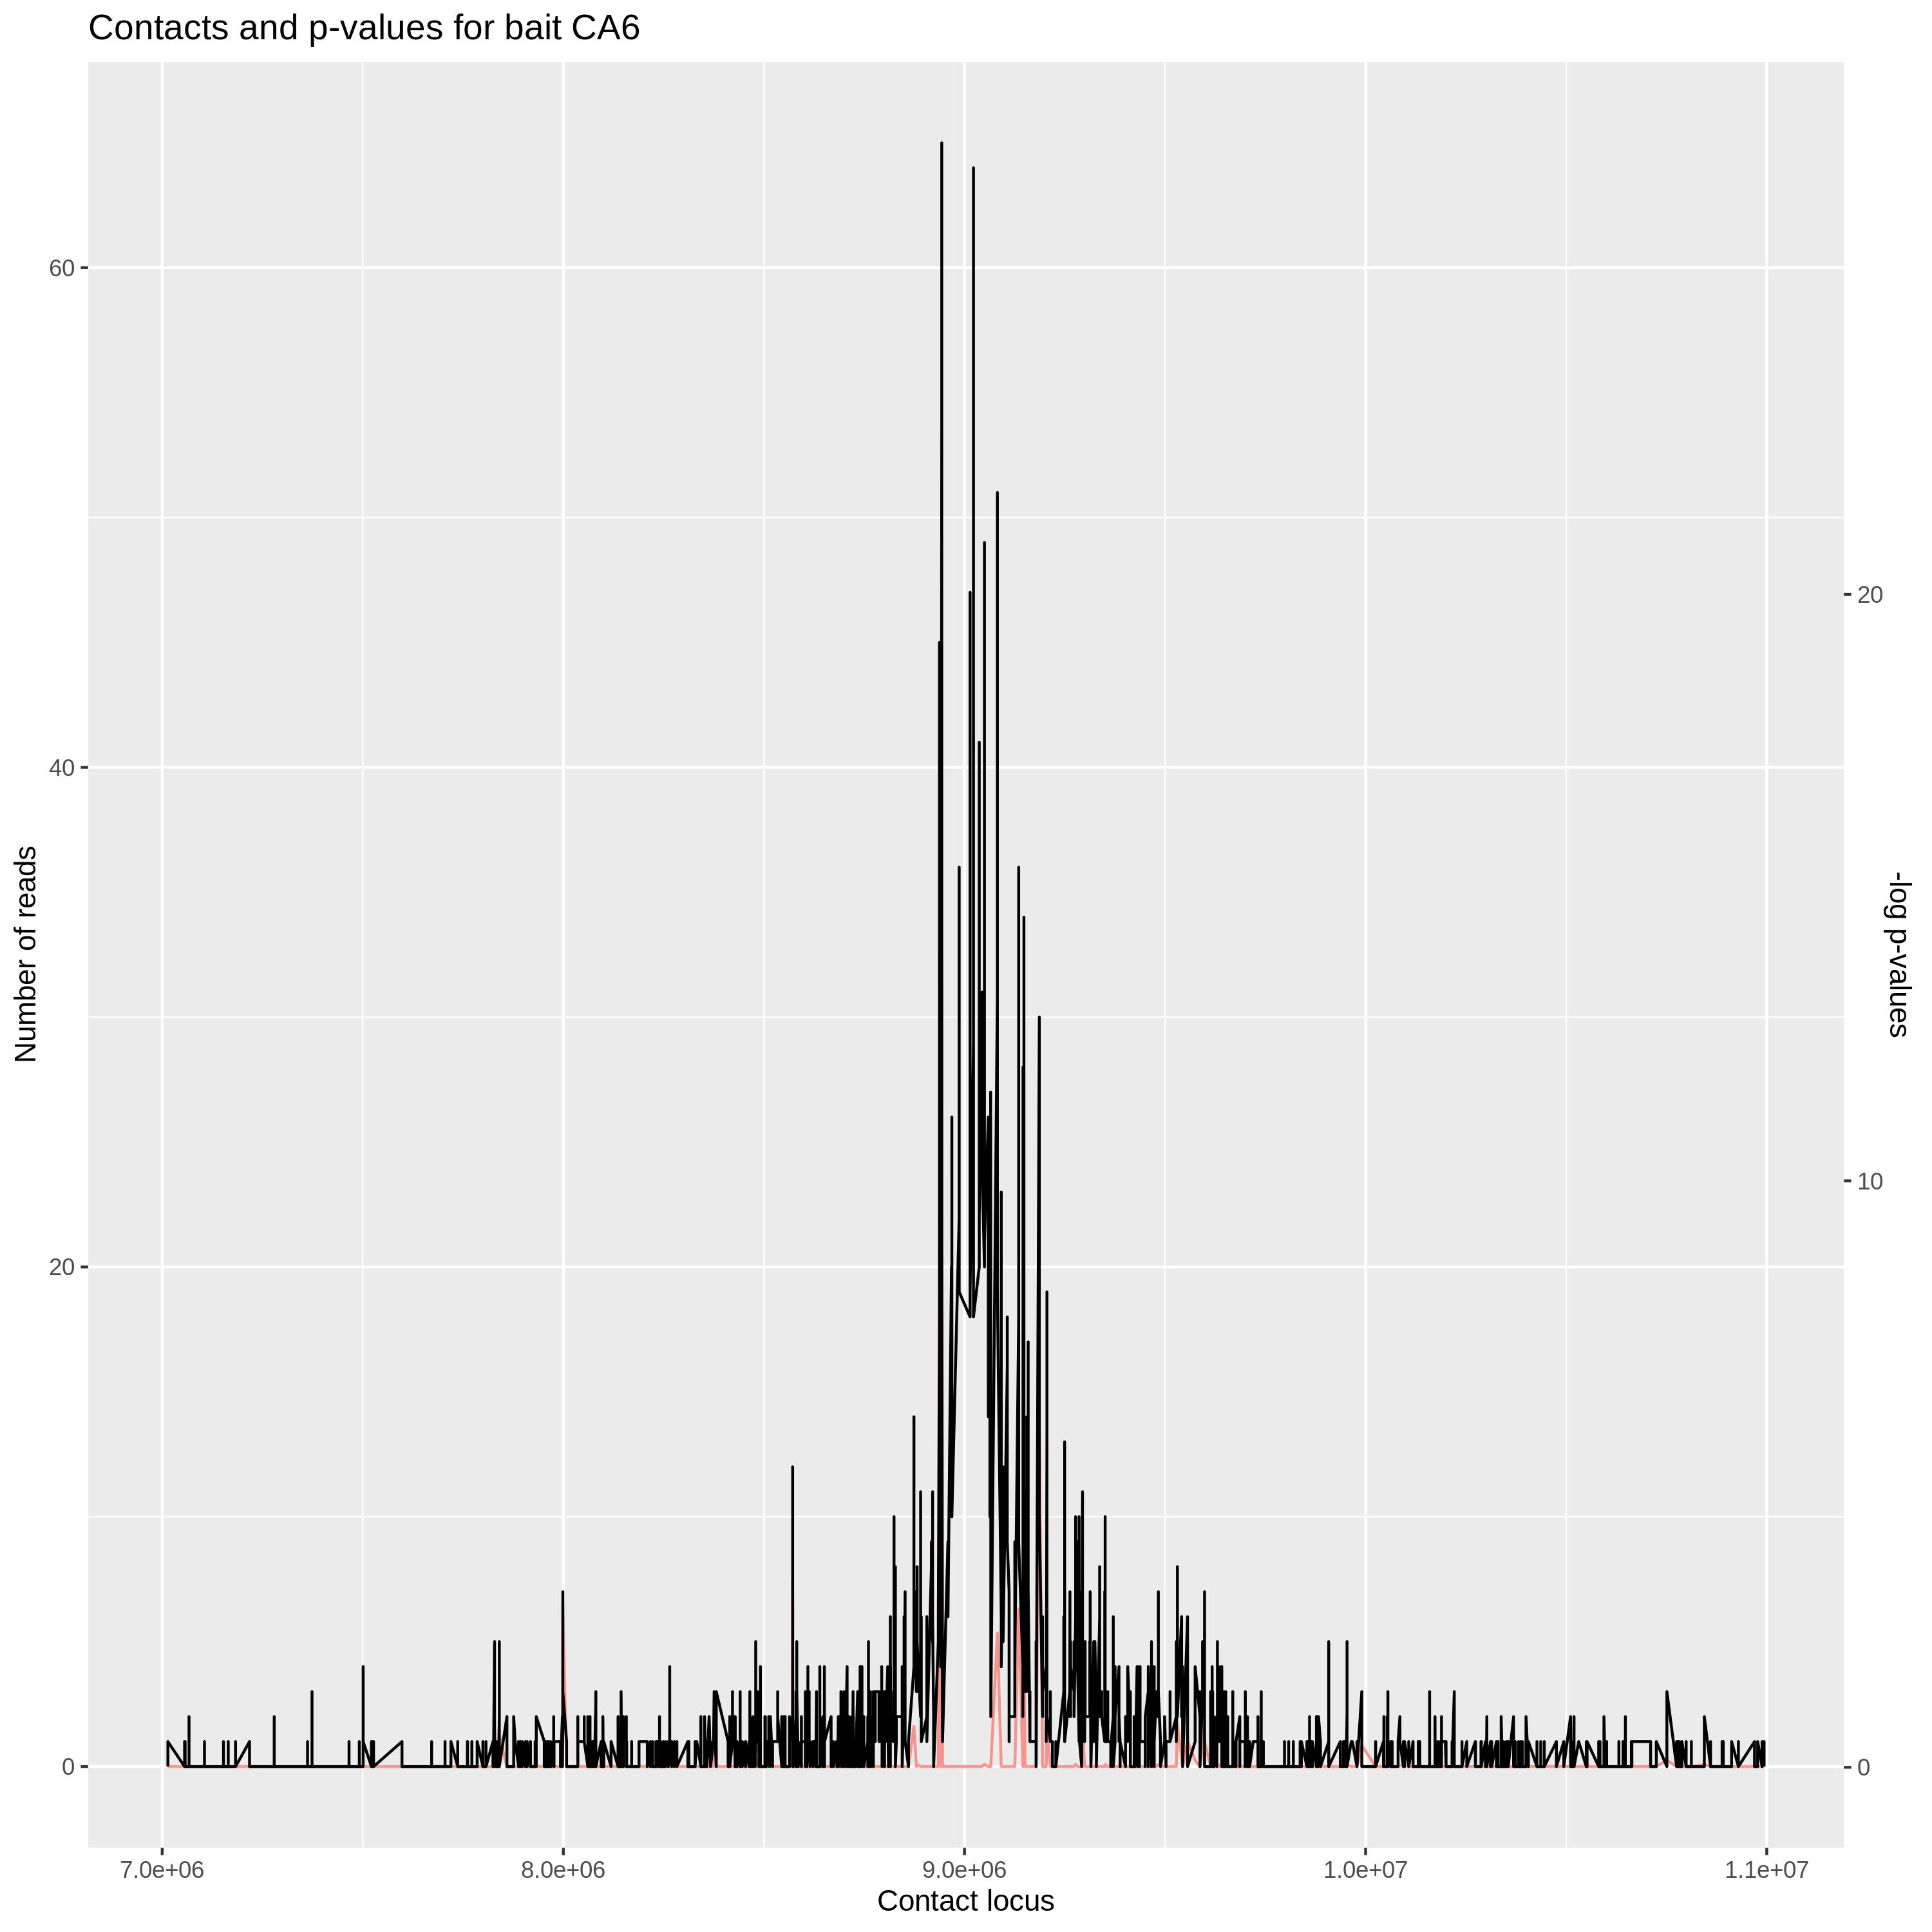 Contacts and p-values for bait CA6
60
40
20
0
Number of reads
20
10
0
-log p-values
7.0e+06
8.0e+06
9.0e+06
1.0e+07
1.1e+07
Contact locus